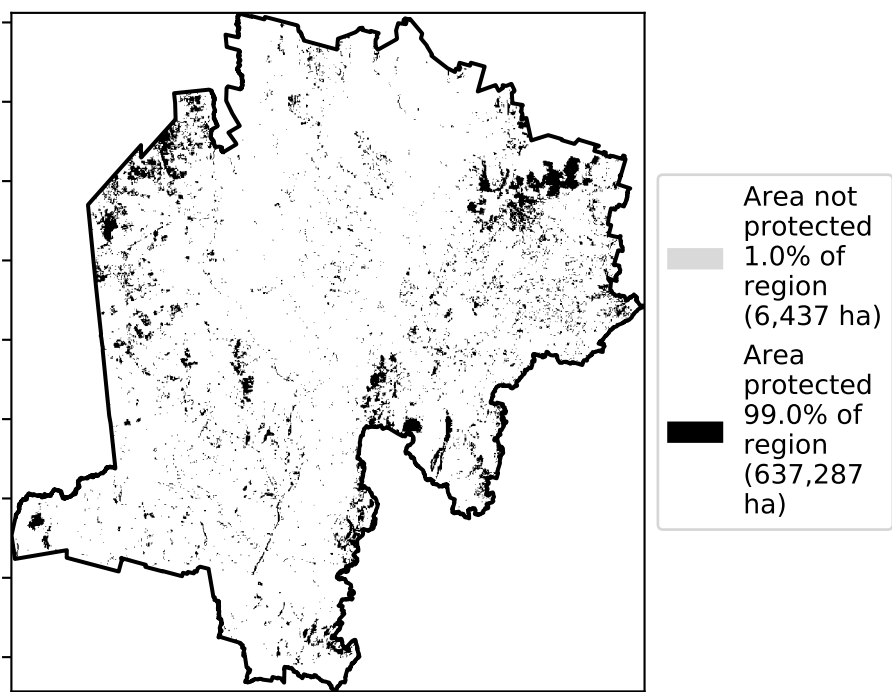 Area not
protected
1.0% of
region
(6,437 ha)
Area
protected
99.0% of
region
(637,287
ha)